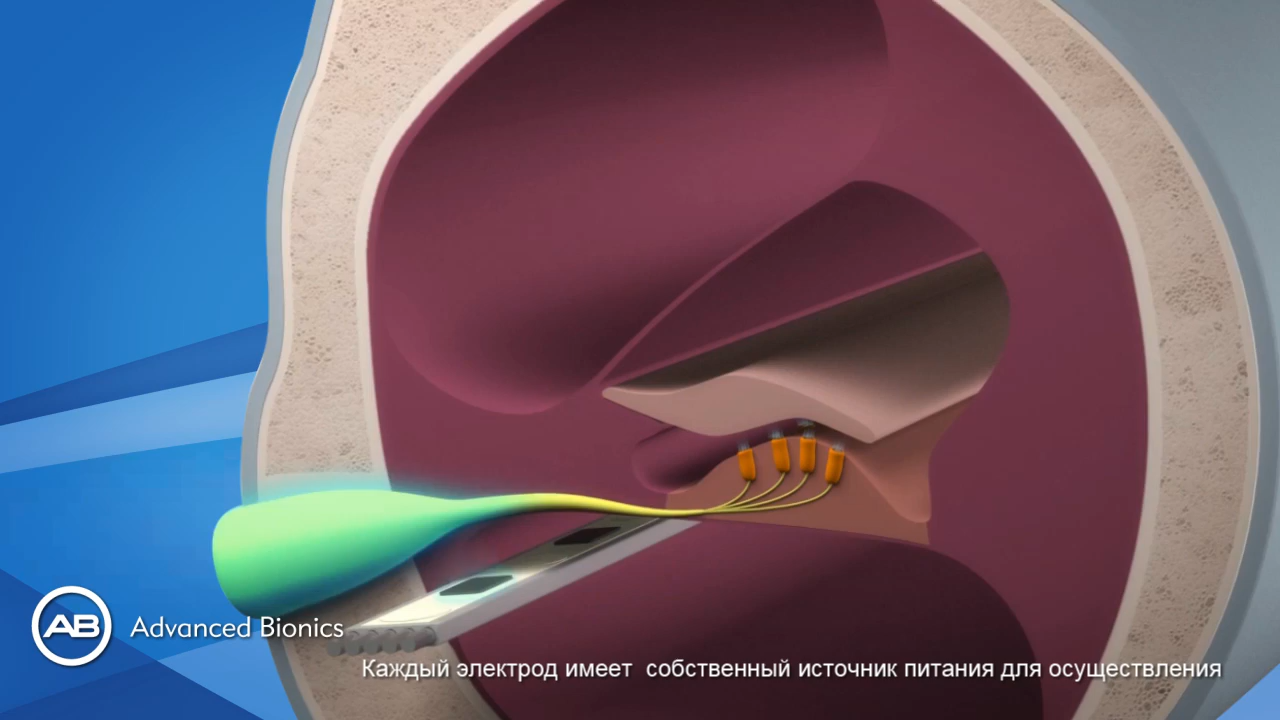 AB Advanced Bionics
Каждый электрод имеет собственный источник питания для осуществления